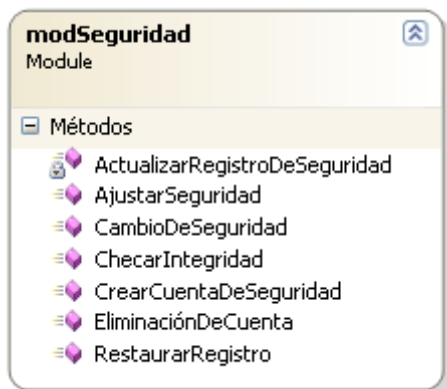 modSeguridad
Module
Métodos
ActualizarRegistroDeSeguridad
AjustarSeguridad
CambioDeSeguridad
ChecarIntegridad
CrearCuentaDeSeguridad
EliminaciónDeCuenta
RestaurarRegistro